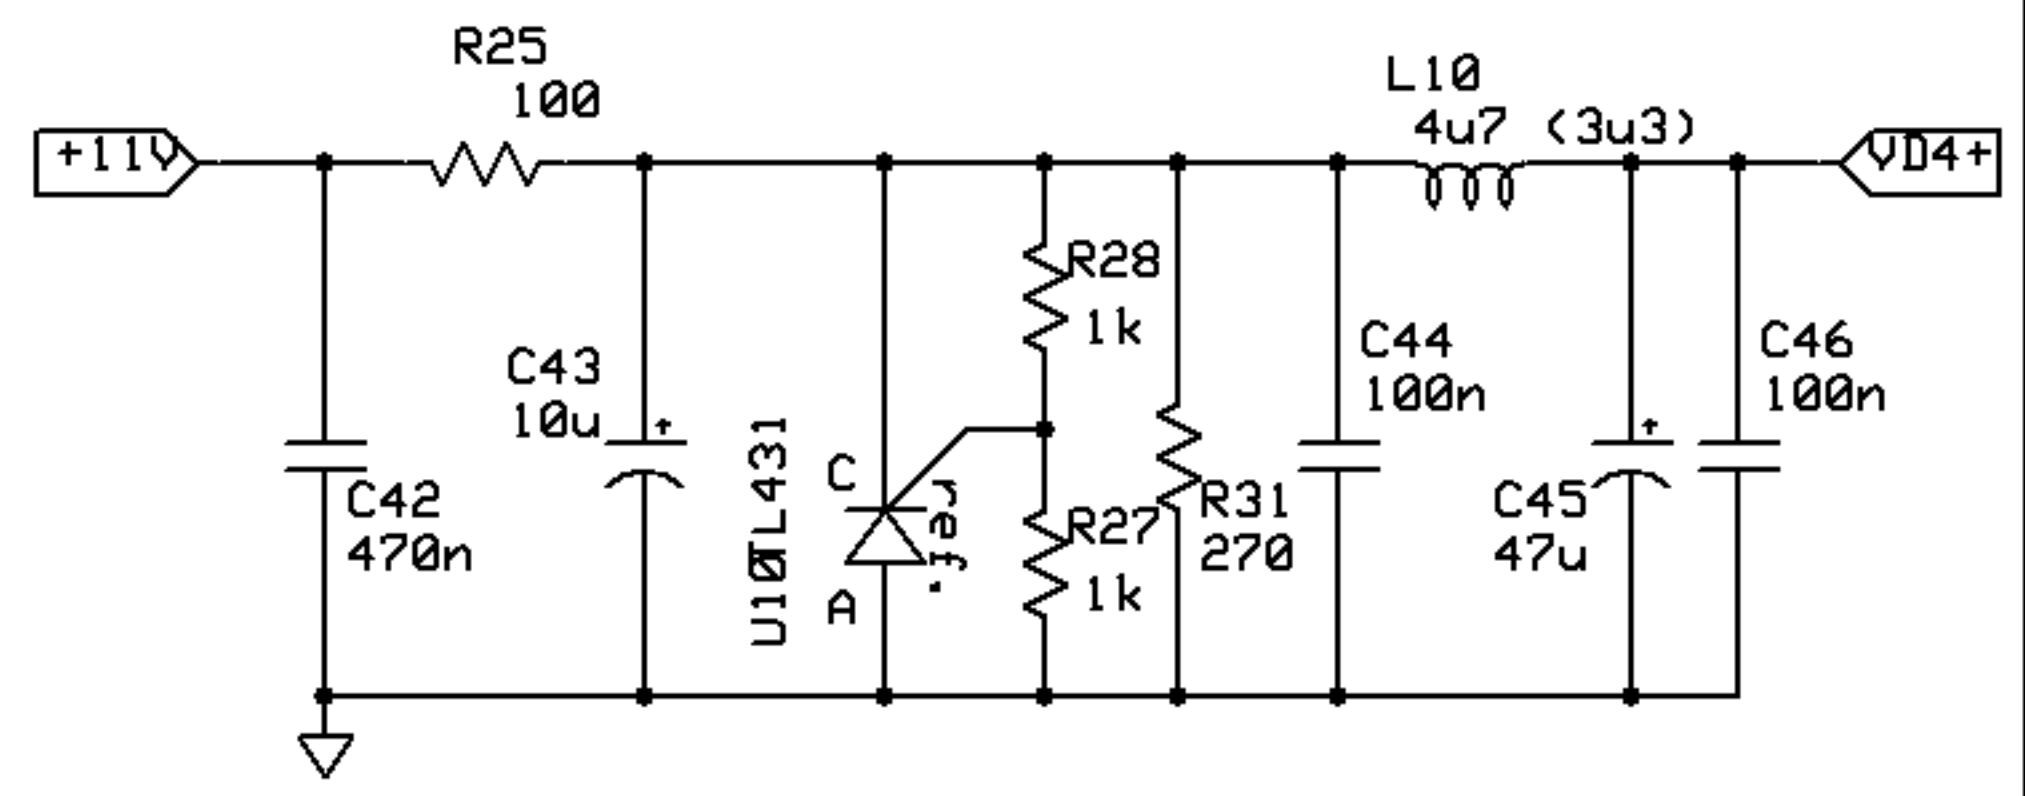 R25
100
L10
4u7 (3u3)
+11V
VD4+
R28
1k
C43
10u
+
C44
100n
+
C46
100n
C42
470n
U10
TL431
C
A
ref.
R27
1k
R31
270
C45
47u